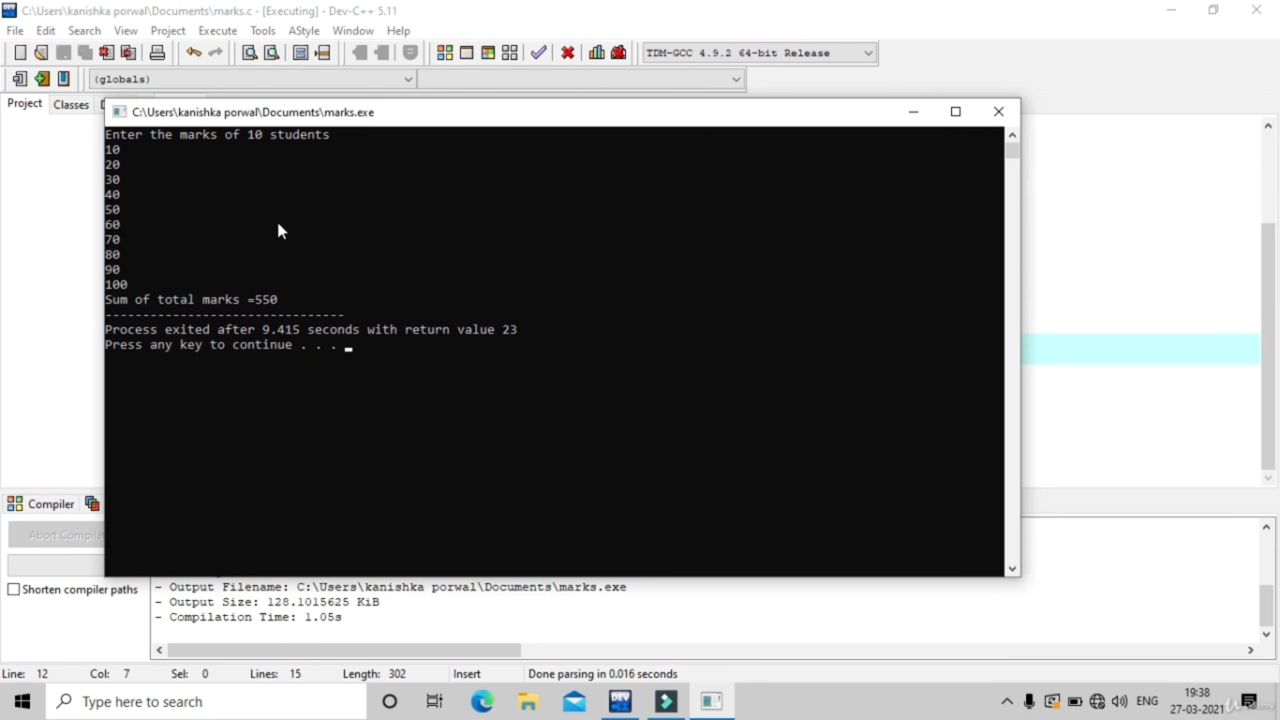 C:\Users\kanishka porwal\Documents\marks.c - [Executing] - Dev-C++ 5.11
File Edit Search View Project Execute Tools AStyle Window Help
TDM-GCC 4.9.2 64-bit Release
(globals)
Project Classes
C:\Users\kanishka porwal\Documents\marks.exe
Enter the marks of 10 students
10
20
30
40
50
60
70
80
90
100
Sum of total marks =550
--------------------------------
Process exited after 9.415 seconds with return value 23
Press any key to continue . . .
Compiler
Abort
Shorten compiler paths
- Output Filename: C:\Users\kanishka porwal\Documents\marks.exe
- Output Size: 128.1015625 KiB
- Compilation Time: 1.05s
Line: 12 Col: 7 Sel: 0 Lines: 15 Length: 302 Insert Done parsing in 0.016 seconds
Type here to search
DEV
ENG
19:38
27-03-2021